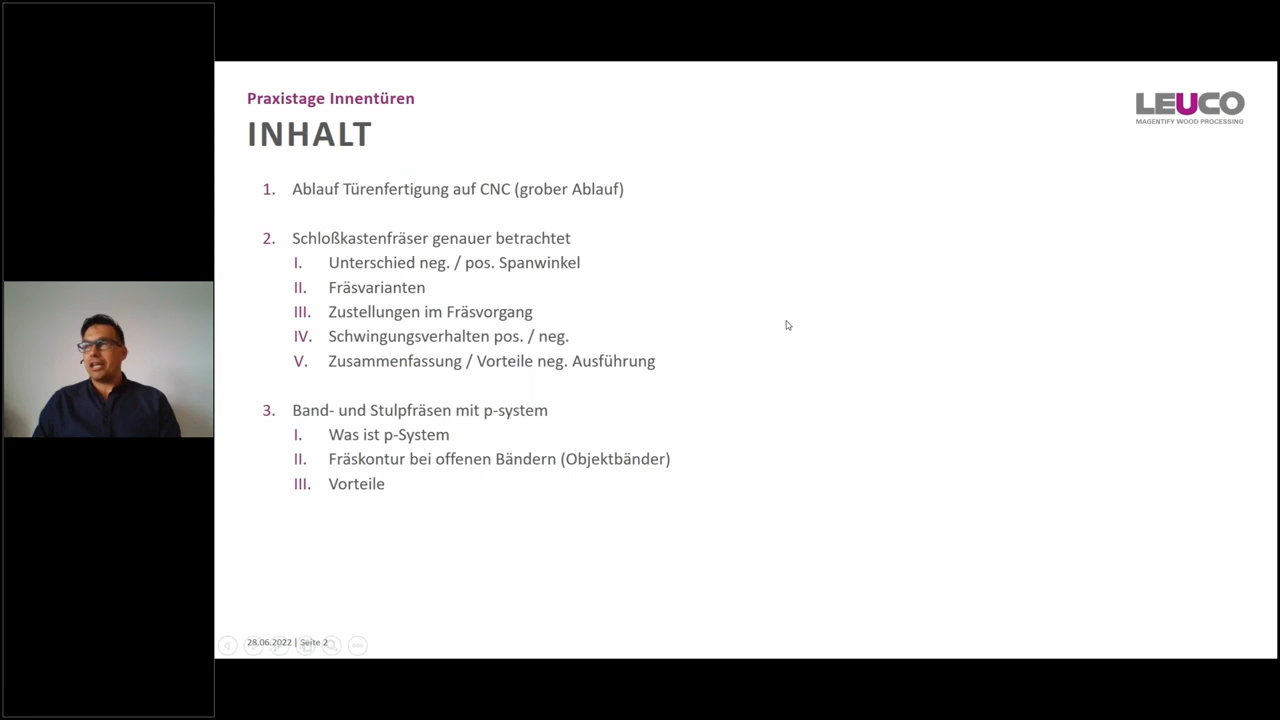 Praxistage Innentüren
INHALT
LEUCO
MAGENTIFY WOOD PROCESSING
1. Ablauf Türenfertigung auf CNC (grober Ablauf)
2. Schloßkastenfräser genauer betrachtet
I. Unterschied neg. / pos. Spanwinkel
II. Fräsvarianten
III. Zustellungen im Fräsvorgang
IV. Schwingungsverhalten pos. / neg.
V. Zusammenfassung / Vorteile neg. Ausführung
3. Band- und Stulpfräsen mit p-system
I. Was ist p-System
II. Fräskontur bei offenen Bändern (Objektbänder)
III. Vorteile
28.06.2022 | Seite 2